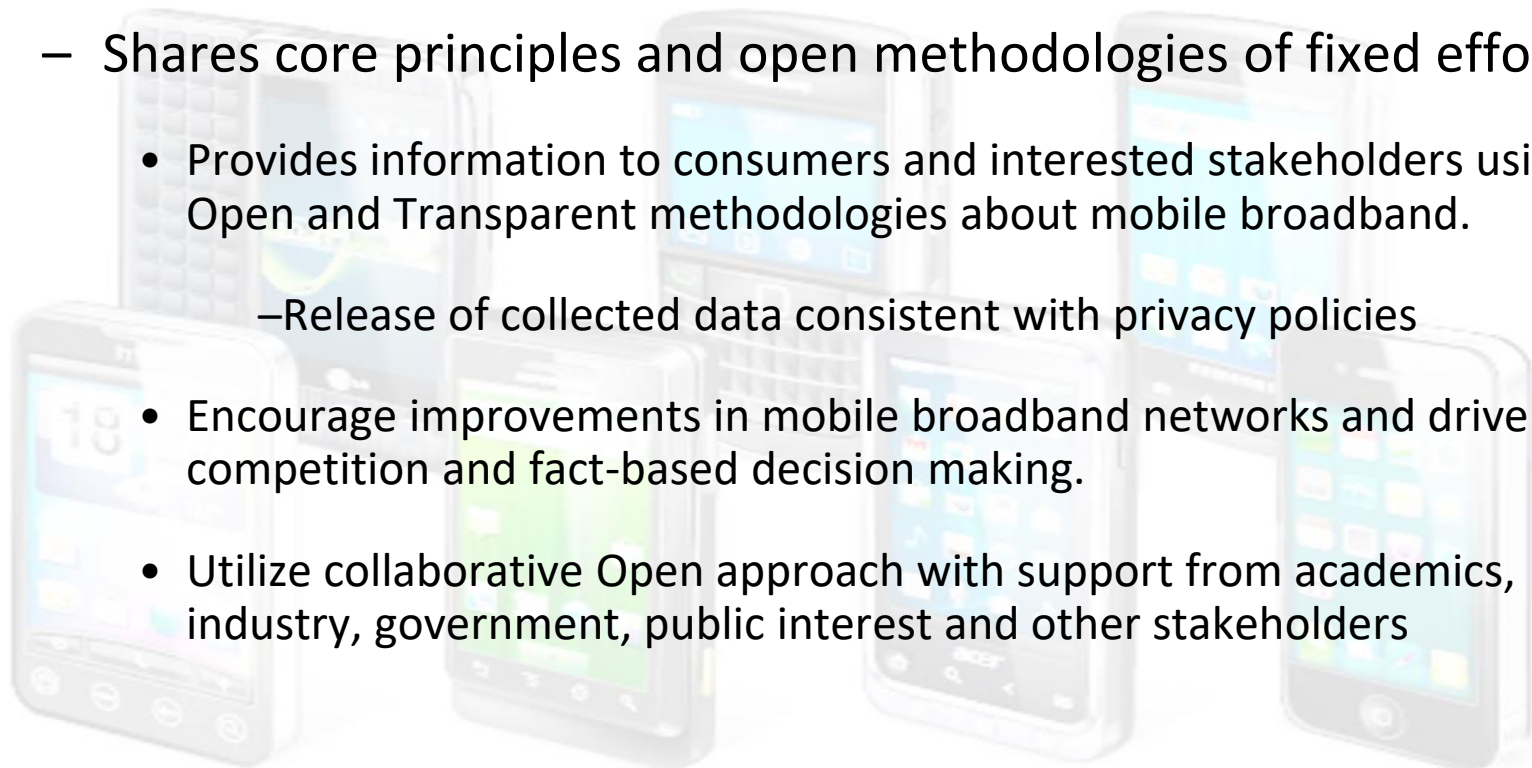 – Shares core principles and open methodologies of fixed effo
• Provides information to consumers and interested stakeholders usi
Open and Transparent methodologies about mobile broadband.
–Release of collected data consistent with privacy policies
• Encourage improvements in mobile broadband networks and drive
competition and fact-based decision making.
• Utilize collaborative Open approach with support from academics,
industry, government, public interest and other stakeholders